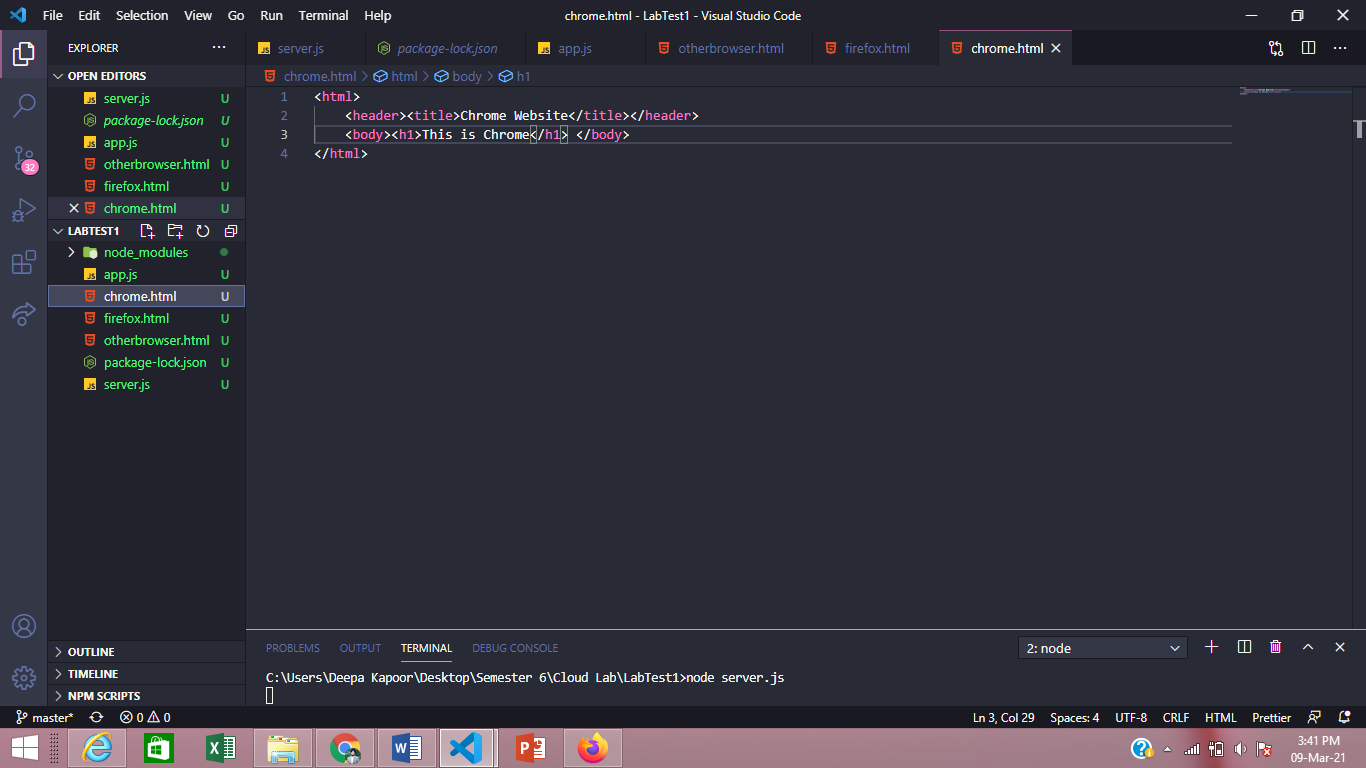 File Edit Selection View Go Run Terminal Help chrome.html - LabTest1 - Visual Studio Code
EXPLORER
server.js package-lock.json app.js otherbrowser.html firefox.html chrome.html
OPEN EDITORS
server.js U
package-lock.json U
app.js U
otherbrowser.html U
firefox.html U
chrome.html U
LABTEST1
node_modules
app.js U
chrome.html U
firefox.html U
otherbrowser.html U
package-lock.json U
server.js U
32
chrome.html > html > body > h1
1 <html>
2 <header><title>Chrome Website</title></header>
3 <body><h1>This is Chrome</h1> </body>
4 </html>
OUTLINE
TIMELINE
NPM SCRIPTS
PROBLEMS OUTPUT TERMINAL DEBUG CONSOLE 2: node
C:\Users\Deepa Kapoor\Desktop\Semester 6\Cloud Lab\LabTest1>node server.js
master* 0 0 Ln 3, Col 29 Spaces: 4 UTF-8 CRLF HTML Prettier
3:41 PM
09-Mar-21